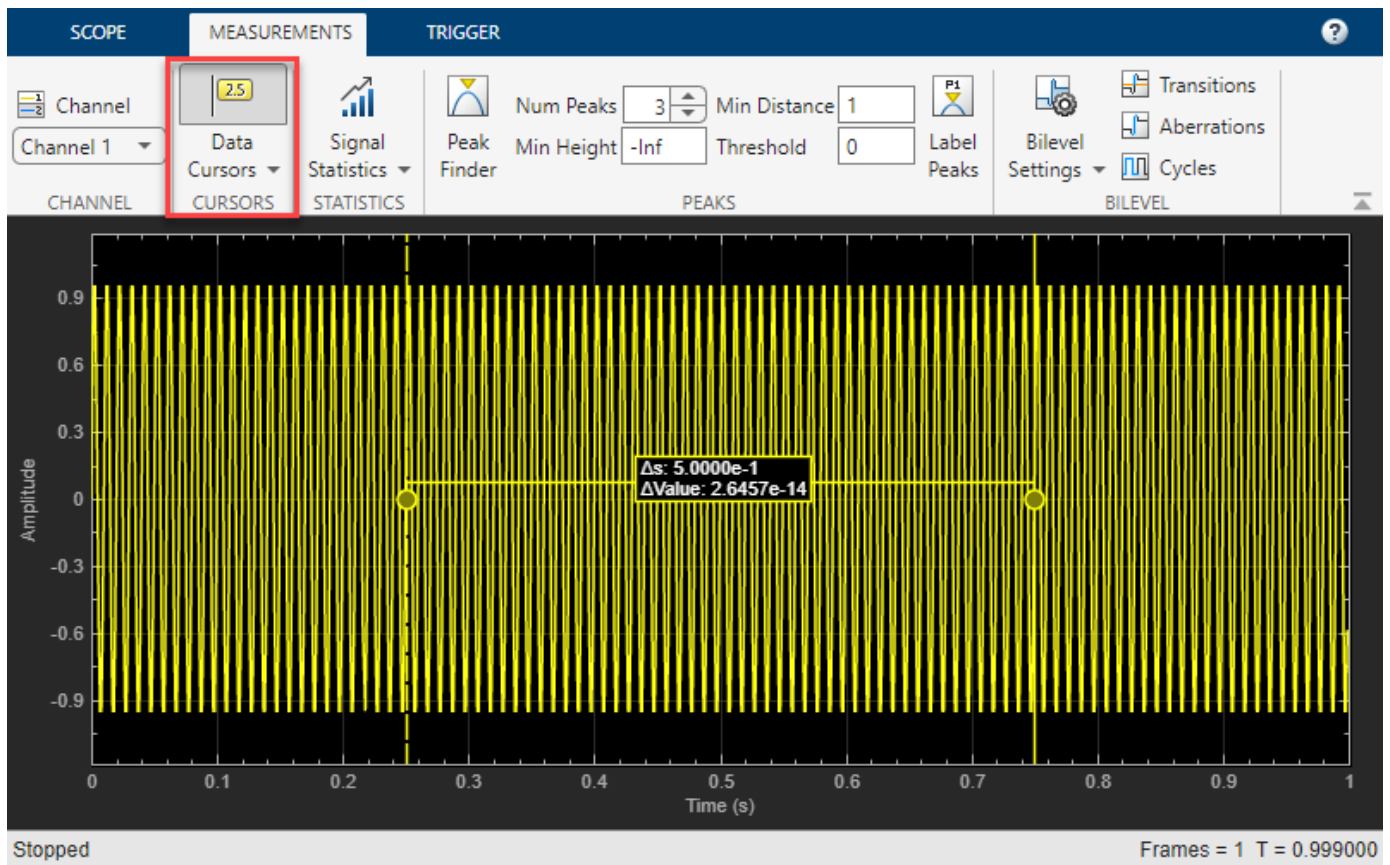 SCOPE MEASUREMENTS TRIGGER ?
Channel
Channel 1
CHANNEL
2.5
Data
Cursors
CURSORS
Signal
Statistics
STATISTICS
Peak
Finder
Num Peaks 3 Min Distance 1
Min Height -Inf Threshold 0
P1
Label
Peaks
PEAKS
Bilevel
Settings
Transitions
Aberrations
Cycles
BILEVEL
Amplitude
0.9
0.6
0.3
0
-0.3
-0.6
-0.9
Δs: 5.0000e-1
ΔValue: 2.6457e-14
0 0.1 0.2 0.3 0.4 0.5 0.6 0.7 0.8 0.9 1
Time (s)
Stopped Frames = 1 T = 0.999000